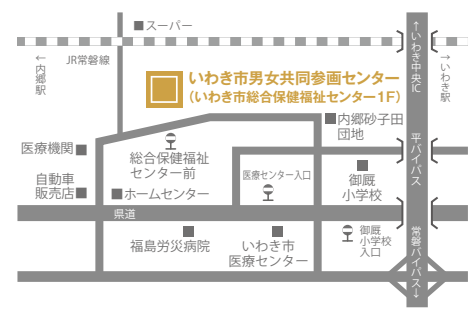 スーパー
↑いわき中央IC
←内郷駅
JR常磐線
→いわき駅
いわき市男女共同参画センター
（いわき市総合保健福祉センター1F）
内郷砂子田
団地
平バイパス
医療機関
総合保健福祉
センター前
自動車
販売店
ホームセンター
医療センター入口
御厩
小学校
県道
福島労災病院
いわき市
医療センター
御厩
小学校
入口
常磐バイパス↓